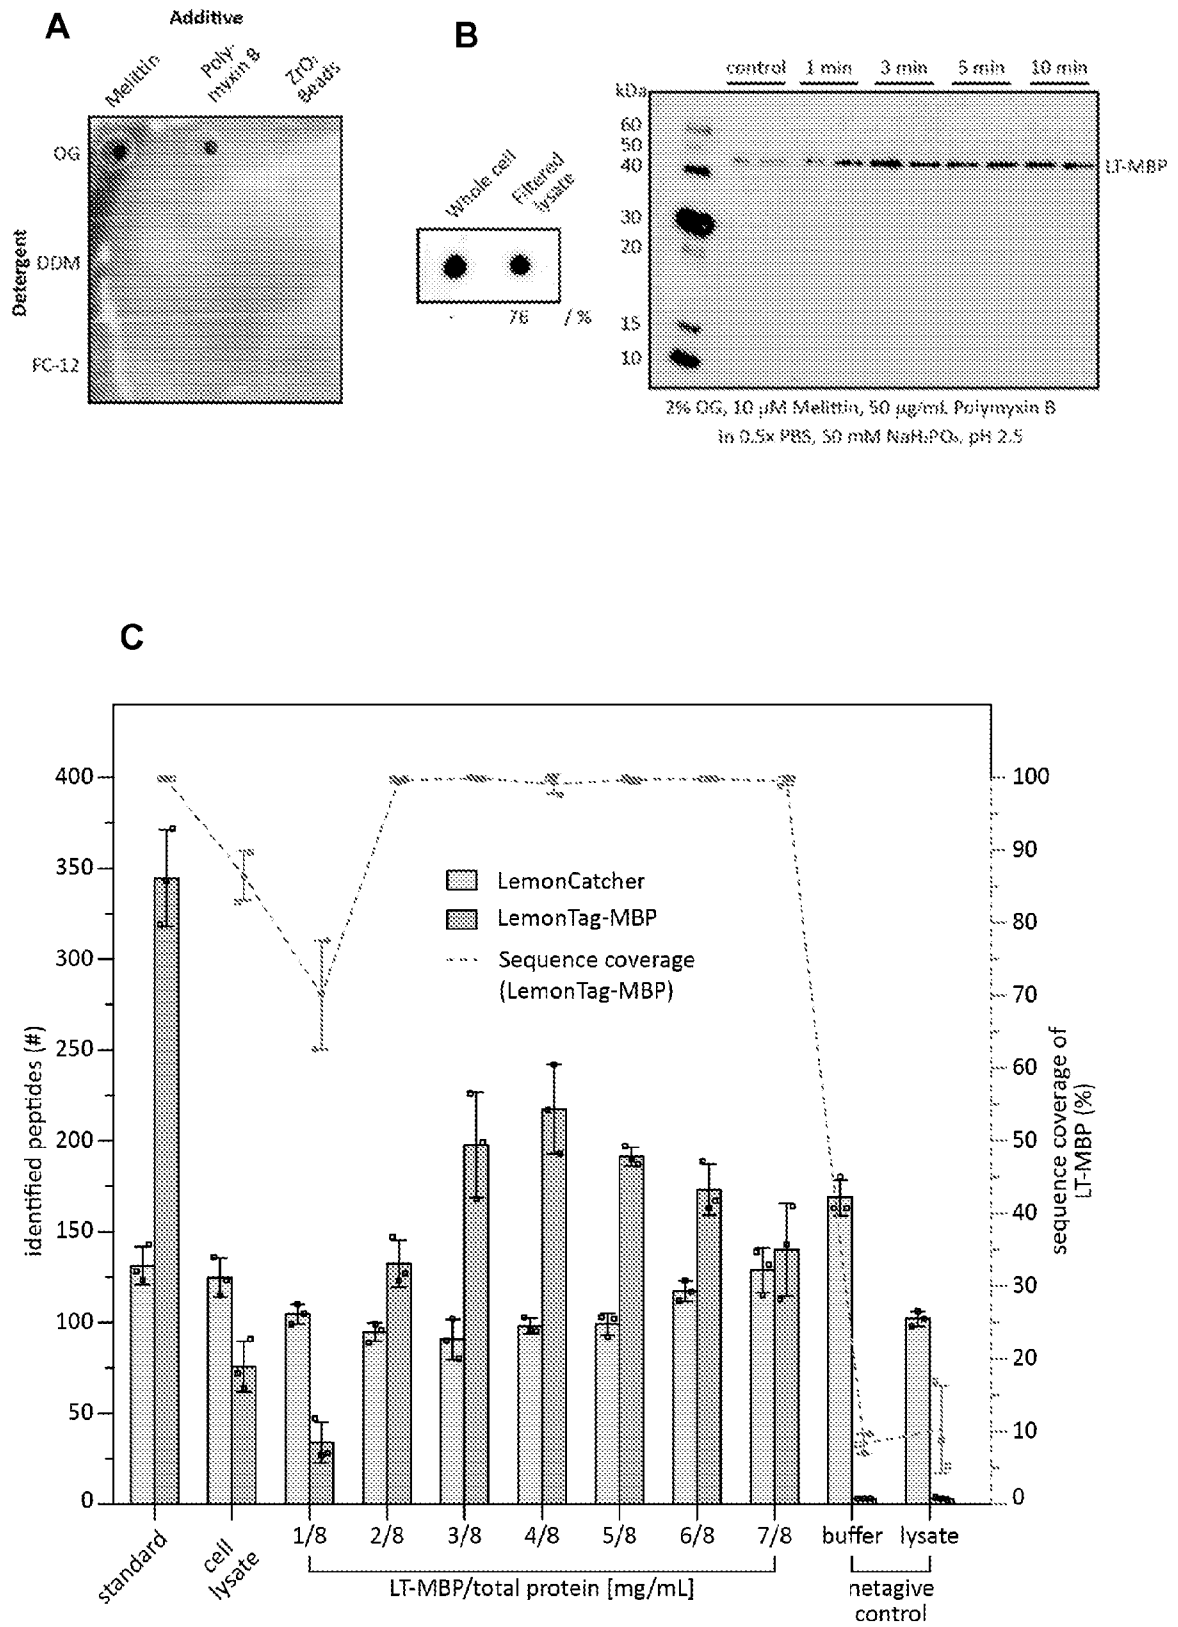 A
Additive
Melittin
Poly-
myxin B
ZrO₂
Beads
Detergent
OG
DDM
FC-12
Whole cell
Filtered
lysate
- 76 / %
B
control 1 min 3 min 5 min 10 min
kDa
60
50
40
30
20
15
10
LT-MBP
2% OG, 10 µM Melittin, 50 µg/mL Polymyxin B
in 0.5x PBS, 50 mM NaH₂PO₄, pH 2.5
C
identified peptides (#)
400
350
300
250
200
150
100
50
0
LemonCatcher
LemonTag-MBP
Sequence coverage
(LemonTag-MBP)
100
90
80
70
60
50
40
30
20
10
0
sequence coverage of
LT-MBP (%)
standard
cell
lysate
1/8 2/8 3/8 4/8 5/8 6/8 7/8 buffer lysate
LT-MBP/total protein [mg/mL]
netagive
control